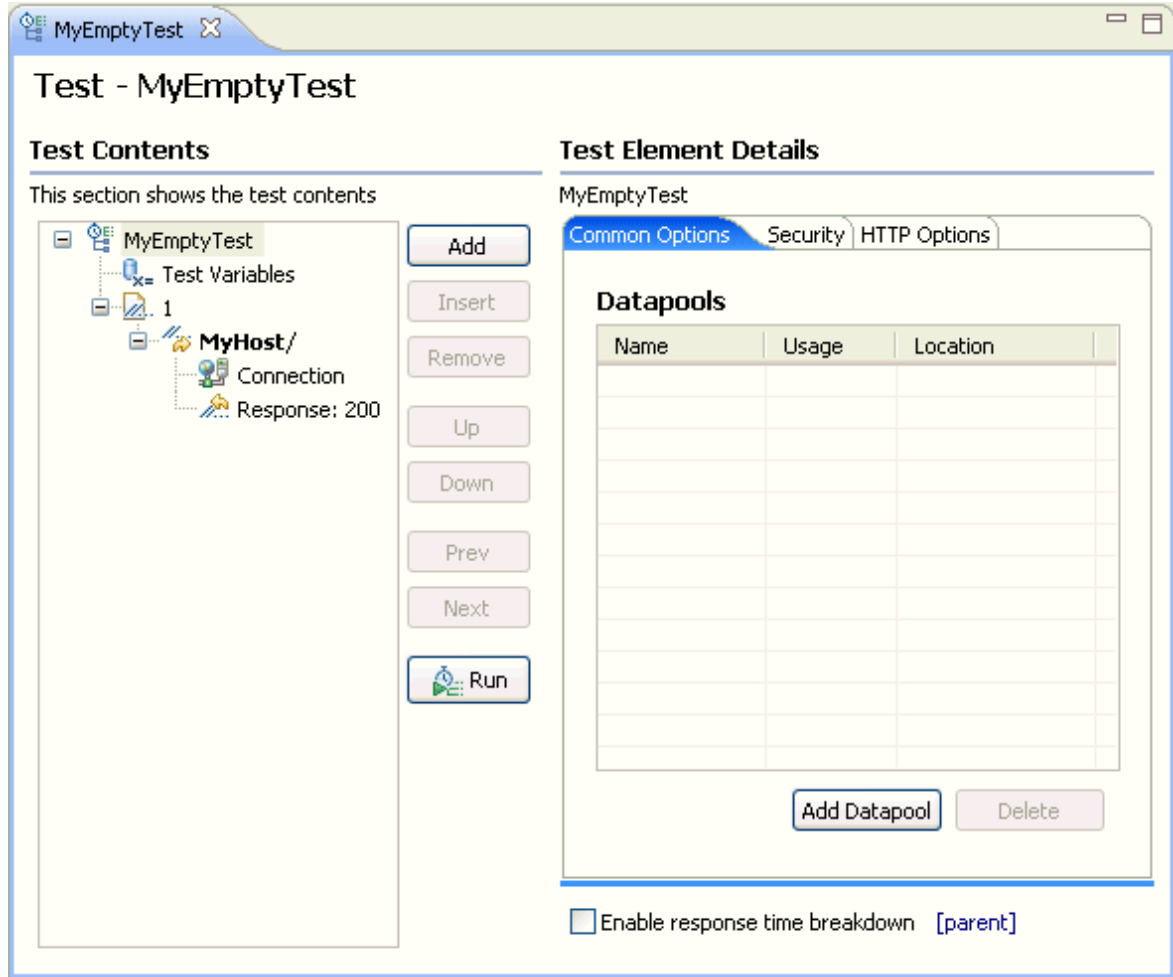 MyEmptyTest
Test - MyEmptyTest
Test Contents
This section shows the test contents
MyEmptyTest
Test Variables
1
MyHost/
Connection
Response: 200
Add
Insert
Remove
Up
Down
Prev
Next
Run
Test Element Details
MyEmptyTest
Common Options Security HTTP Options
Datapools
Name Usage Location
Add Datapool Delete
Enable response time breakdown [parent]